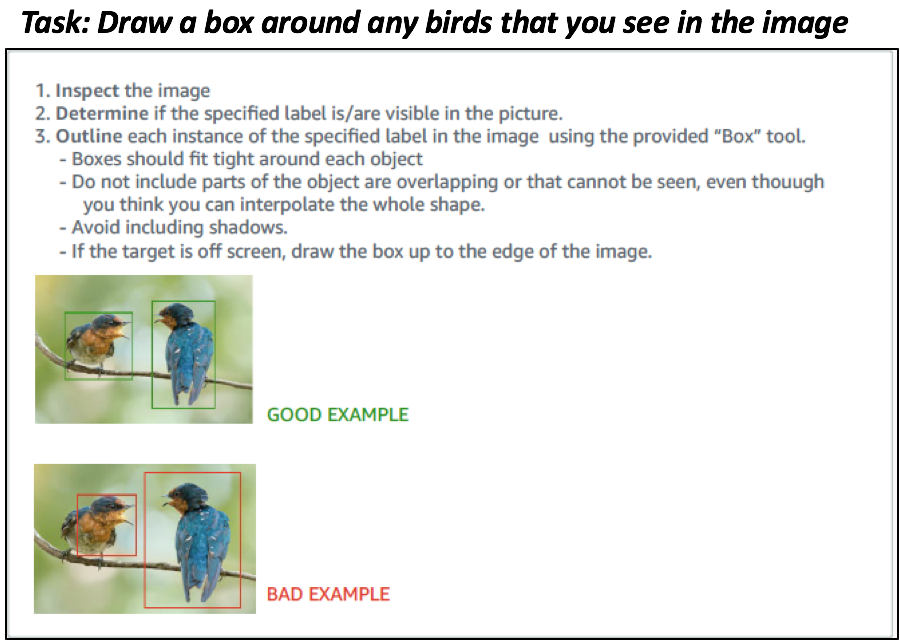 Task: Draw a box around any birds that you see in the image
1. Inspect the image
2. Determine if the specified label is/are visible in the picture.
3. Outline each instance of the specified label in the image using the provided “Box” tool.
- Boxes should fit tight around each object
- Do not include parts of the object are overlapping or that cannot be seen, even thouugh
you think you can interpolate the whole shape.
- Avoid including shadows.
- If the target is off screen, draw the box up to the edge of the image.
GOOD EXAMPLE
BAD EXAMPLE